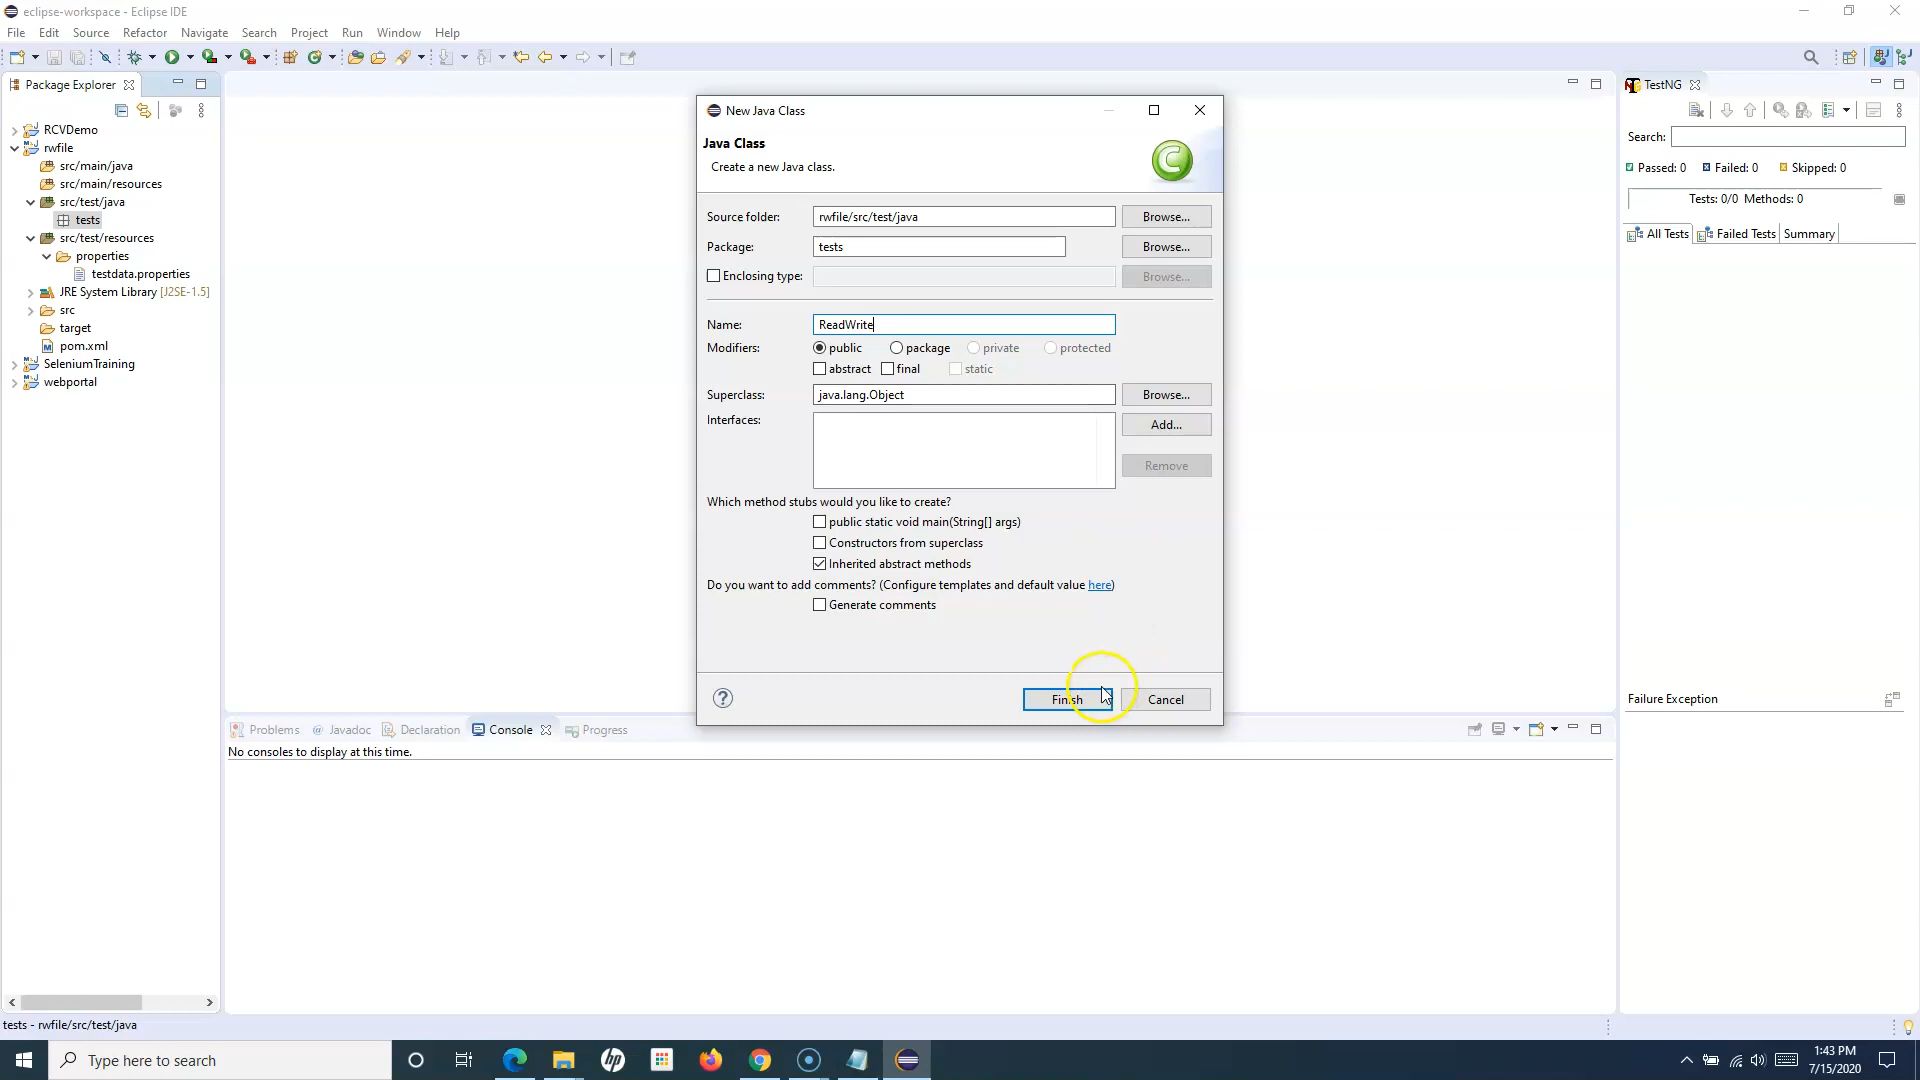 eclipse-workspace - Eclipse IDE
File Edit Source Refactor Navigate Search Project Run Window Help
Package Explorer
RCVDemo
rwfile
src/main/java
src/main/resources
src/test/java
tests
src/test/resources
properties
testdata.properties
JRE System Library [J2SE-1.5]
src
target
pom.xml
SeleniumTraining
webportal
New Java Class
Java Class
Create a new Java class.
Source folder: rwfile/src/test/java Browse...
Package: tests Browse...
Enclosing type: Browse...
Name: ReadWrite
Modifiers: public package private protected
abstract final static
Superclass: java.lang.Object Browse...
Interfaces: Add...
Remove
Which method stubs would you like to create?
public static void main(String[] args)
Constructors from superclass
Inherited abstract methods
Do you want to add comments? (Configure templates and default value here)
Generate comments
Finish Cancel
TestNG
Search:
Passed: 0 Failed: 0 Skipped: 0
Tests: 0/0 Methods: 0
All Tests Failed Tests Summary
Failure Exception
Problems Javadoc Declaration Console Progress
No consoles to display at this time.
tests - rwfile/src/test/java
Type here to search
1:43 PM
7/15/2020